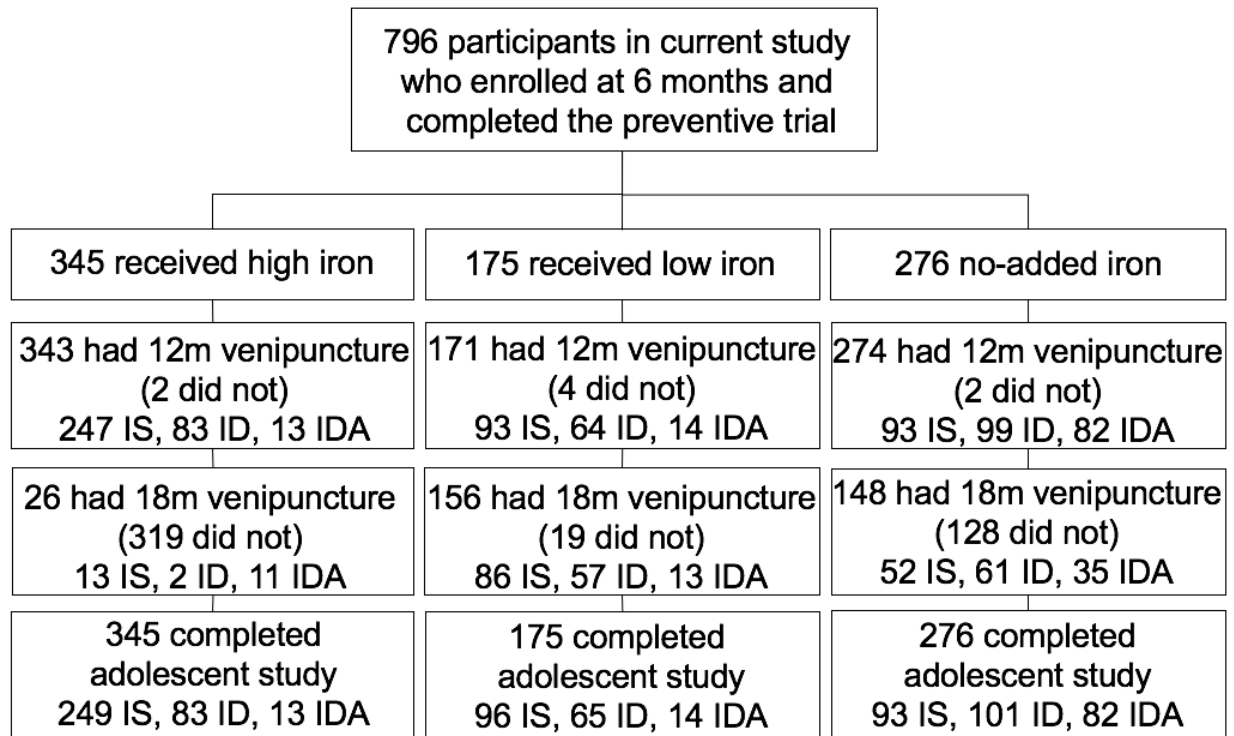 796 participants in current study
who enrolled at 6 months and
completed the preventive trial
345 received high iron
175 received low iron
276 no-added iron
343 had 12m venipuncture
(2 did not)
247 IS, 83 ID, 13 IDA
171 had 12m venipuncture
(4 did not)
93 IS, 64 ID, 14 IDA
274 had 12m venipuncture
(2 did not)
93 IS, 99 ID, 82 IDA
26 had 18m venipuncture
(319 did not)
13 IS, 2 ID, 11 IDA
156 had 18m venipuncture
(19 did not)
86 IS, 57 ID, 13 IDA
148 had 18m venipuncture
(128 did not)
52 IS, 61 ID, 35 IDA
345 completed
adolescent study
249 IS, 83 ID, 13 IDA
175 completed
adolescent study
96 IS, 65 ID, 14 IDA
276 completed
adolescent study
93 IS, 101 ID, 82 IDA